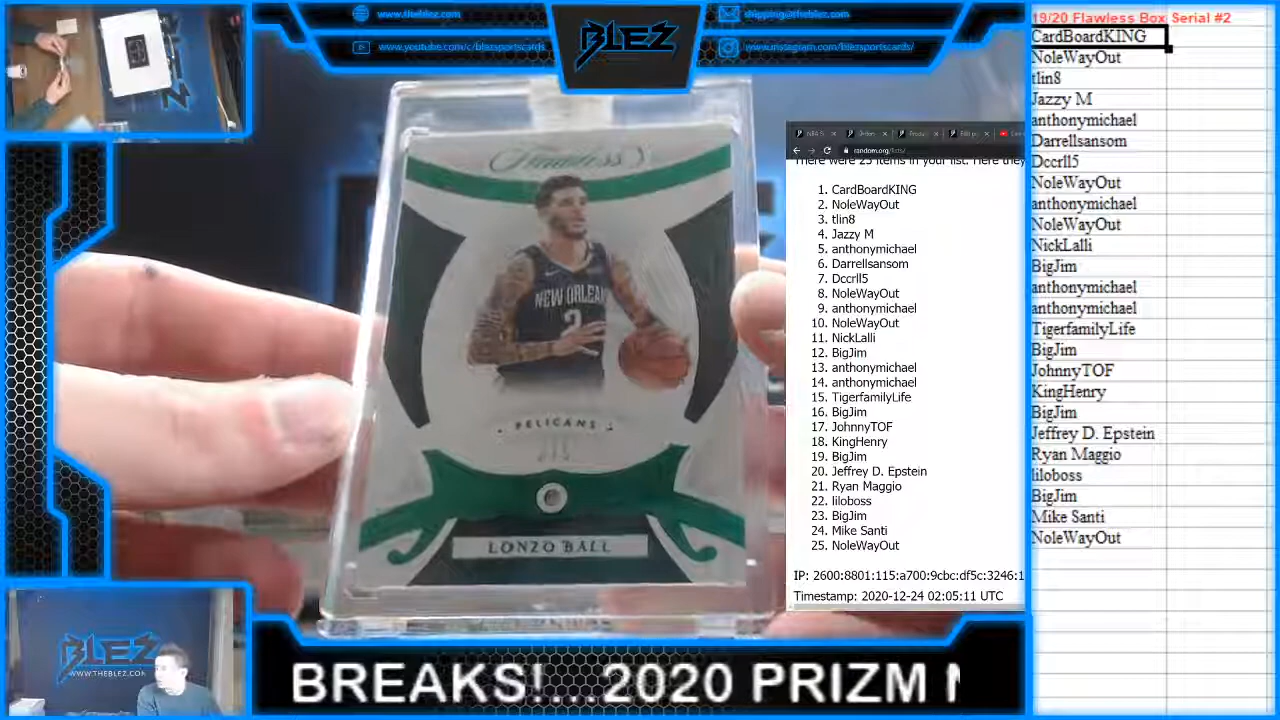 www.theblez.com
shipping@theblez.com
www.youtube.com/c/blezsportscards
www.instagram.com/blezsportscards/
BLEZ
Flawless
NEW ORLEAN
2
PELICANS
LONZO BALL
random.org/lists/
There were 25 items in your list. Here they
1. CardBoardKING
2. NoleWayOut
3. tlin8
4. Jazzy M
5. anthonymichael
6. Darrellsansom
7. Dccrll5
8. NoleWayOut
9. anthonymichael
10. NoleWayOut
11. NickLalli
12. BigJim
13. anthonymichael
14. anthonymichael
15. TigerfamilyLife
16. BigJim
17. JohnnyTOF
18. KingHenry
19. BigJim
20. Jeffrey D. Epstein
21. Ryan Maggio
22. liloboss
23. BigJim
24. Mike Santi
25. NoleWayOut
IP: 2600:8801:115:a700:9cbc:df5c:3246:1
Timestamp: 2020-12-24 02:05:11 UTC
19/20 Flawless Box Serial #2
CardBoardKING
NoleWayOut
tlin8
Jazzy M
anthonymichael
Darrellsansom
Dccrll5
NoleWayOut
anthonymichael
NoleWayOut
NickLalli
BigJim
anthonymichael
anthonymichael
TigerfamilyLife
BigJim
JohnnyTOF
KingHenry
BigJim
Jeffrey D. Epstein
Ryan Maggio
liloboss
BigJim
Mike Santi
NoleWayOut
BLEZ
WWW.THEBLEZ.COM
BREAKS!...2020 PRIZM